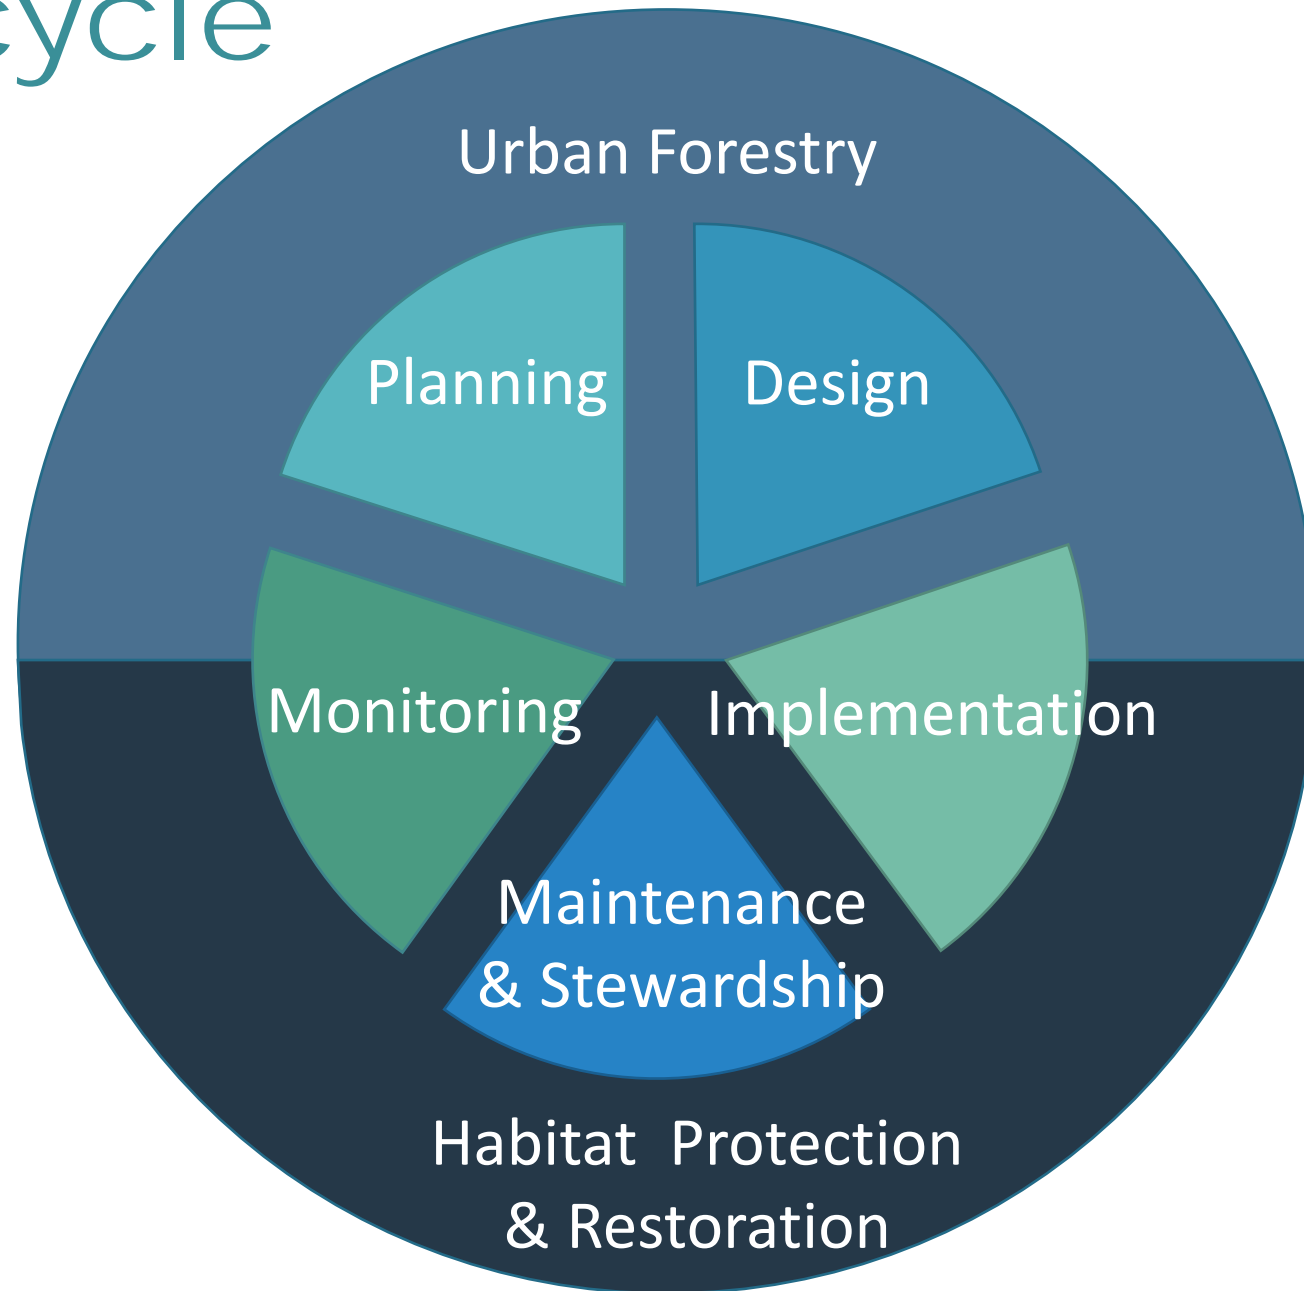 cycle
Urban Forestry
Planning
Design
Monitoring
Implementation
Maintenance
& Stewardship
Habitat  Protection
& Restoration